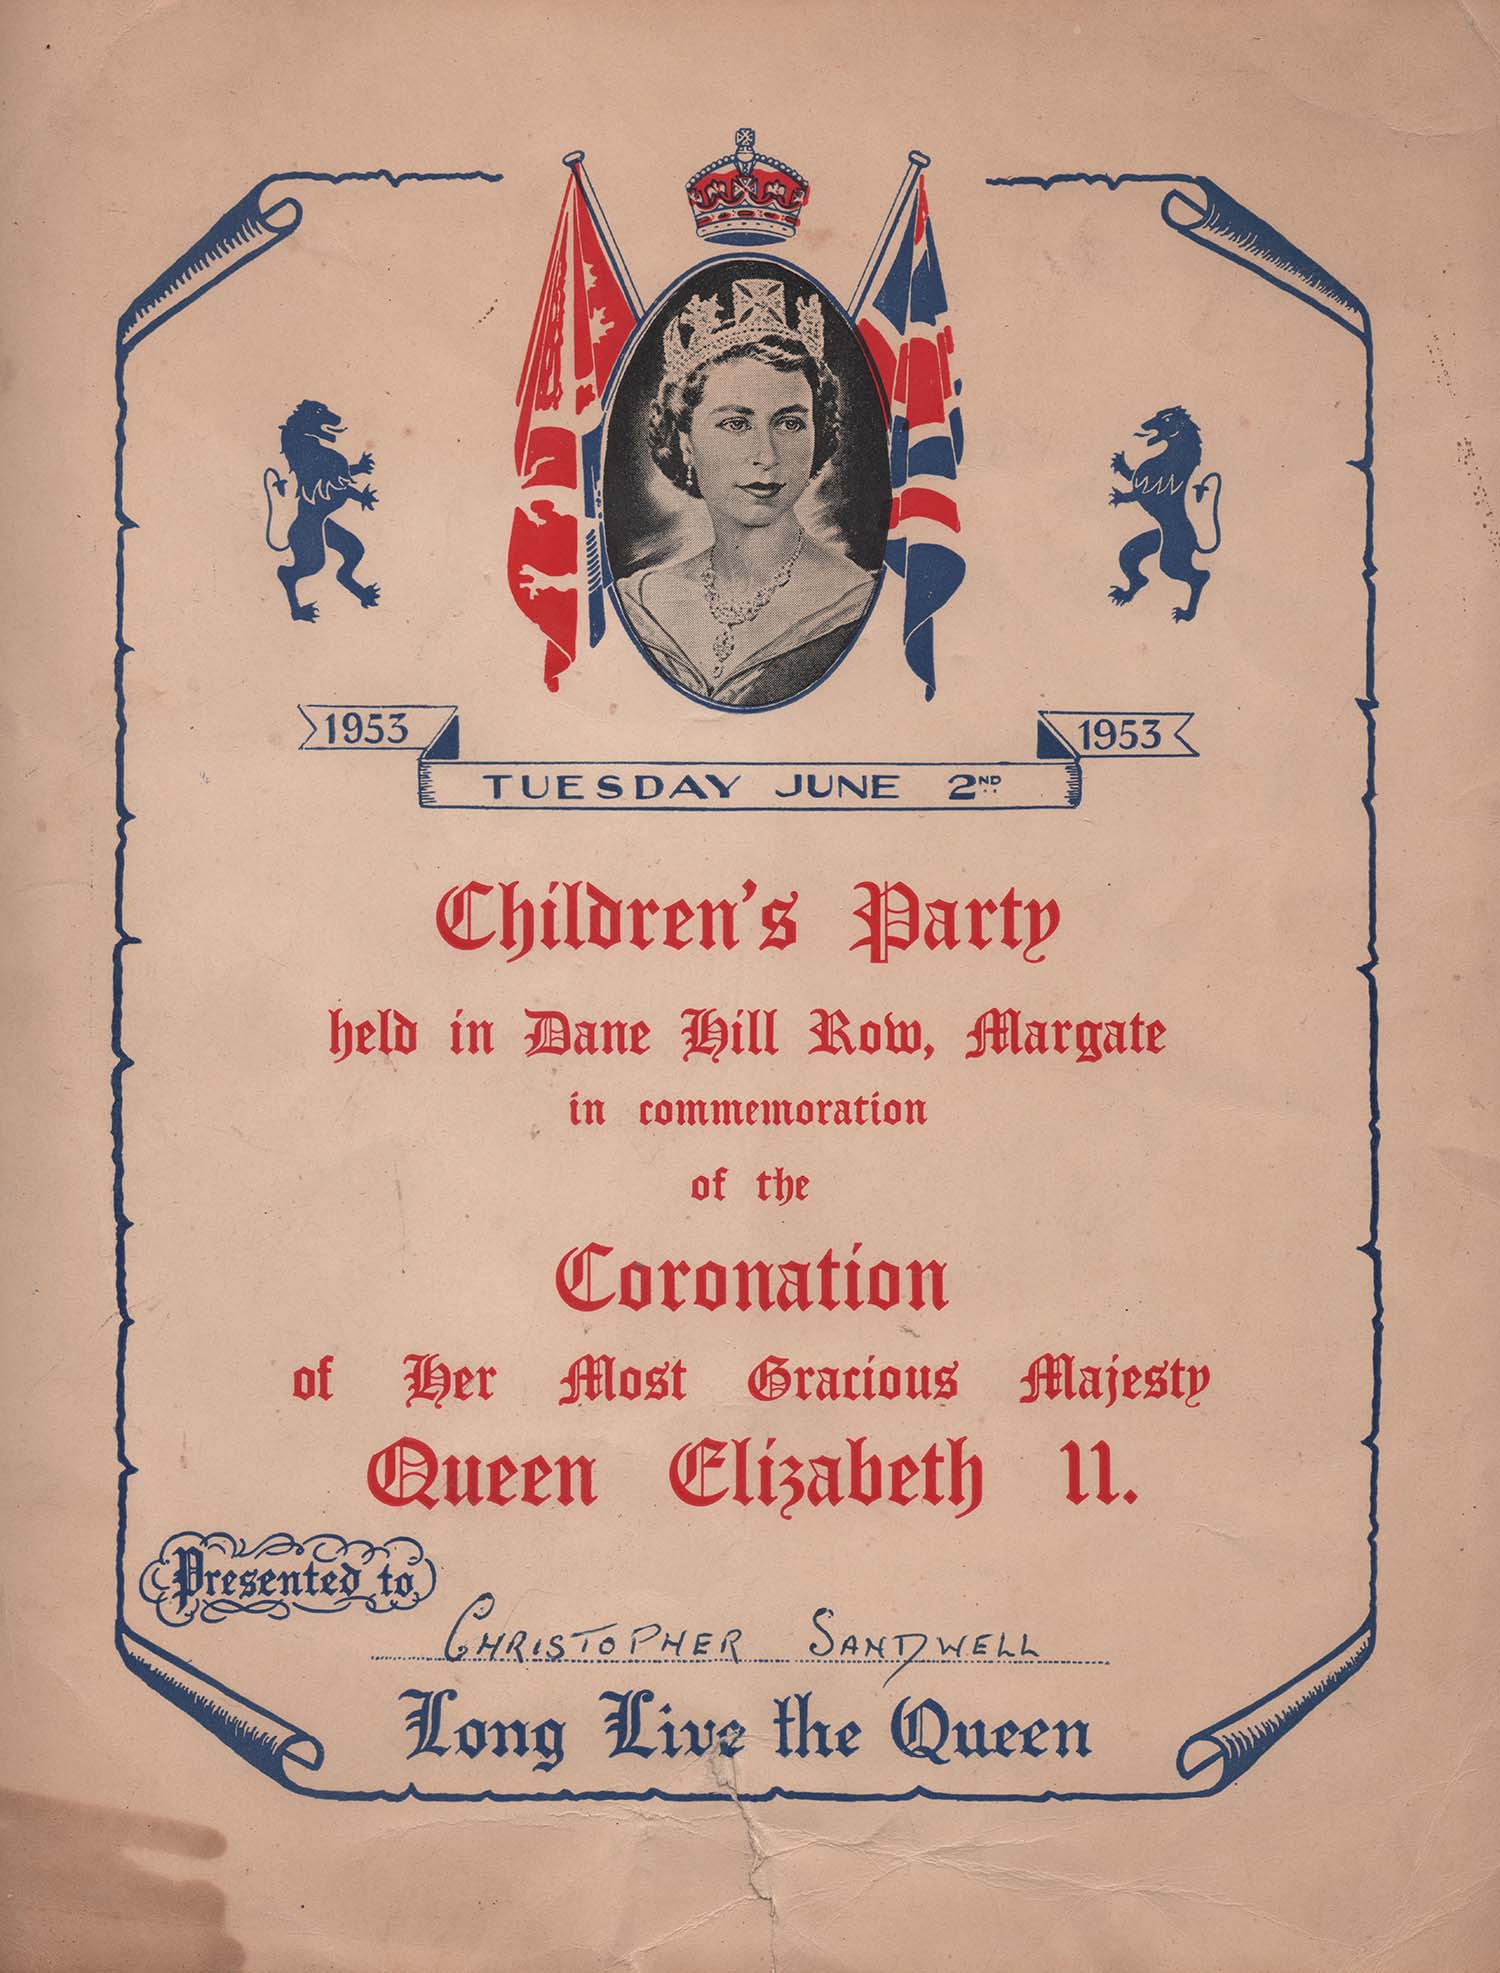 1953 1953
TUESDAY JUNE 2ND
Children's Party
held in Dane Hill Row, Margate
in commemoration
of the
Coronation
of Her Most Gracious Majesty
Queen Elizabeth 11.
Presented to
CHRISTOPHER SANDWELL
Long Live the Queen